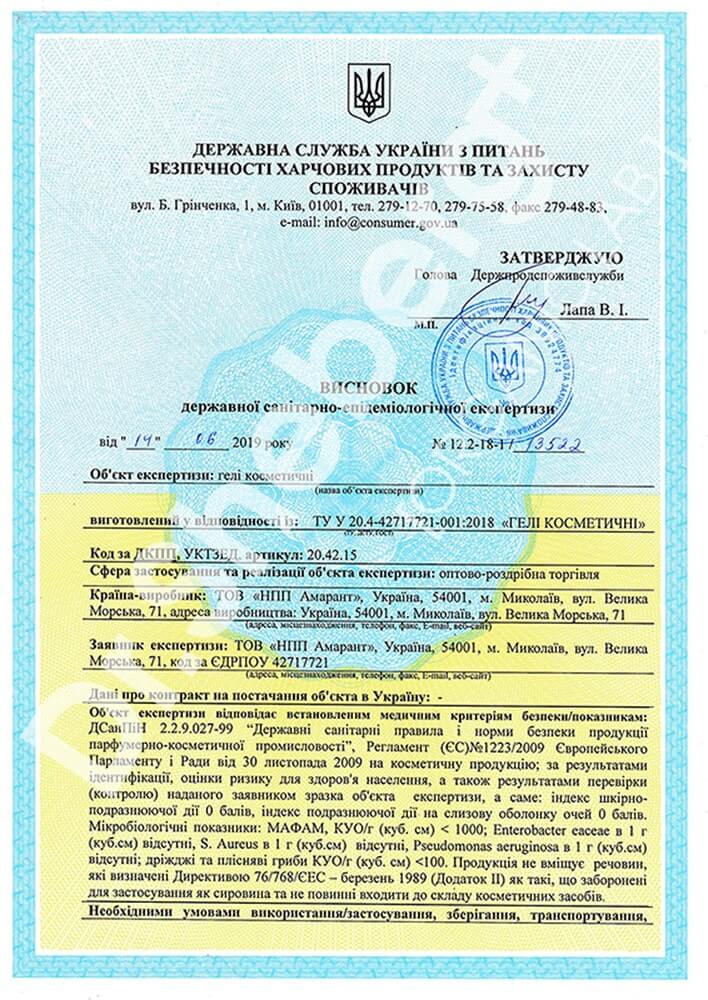 ДЕРЖАВНА СЛУЖБА УКРАЇНИ З ПИТАНЬ
БЕЗПЕЧНОСТІ ХАРЧОВИХ ПРОДУКТІВ ТА ЗАХИСТУ
СПОЖИВАЧІВ
вул. Б. Грінченка, 1, м. Київ, 01001, тел. 279-12-70, 279-75-58, факс 279-48-83,
e-mail: info@consumer.gov.ua
ЗАТВЕРДЖУЮ
Голова Держпродспоживслужби
Лапа В. І.
м.п.
ВИСНОВОК
державної санітарно-епідеміологічної експертизи
від "14" 06 2019 року № 12.2-18-1/13522
Об'єкт експертизи: гелі косметичні
(назва об'єкта експертизи)
виготовлений у відповідності із: ТУ У 20.4-42717721-001:2018 «ГЕЛІ КОСМЕТИЧНІ»
(ТУ, ДСТУ, ГОСТ)
Код за ДКПП, УКТЗЕД, артикул: 20.42.15
Сфера застосування та реалізації об'єкта експертизи: оптово-роздрібна торгівля
Країна-виробник: ТОВ «НПП Амарант», Україна, 54001, м. Миколаїв, вул. Велика
Морська, 71, адреса виробництва: Україна, 54001, м. Миколаїв, вул. Велика Морська, 71
(адреса, місцезнаходження, телефон, факс, E-mail, веб-сайт)
Заявник експертизи: ТОВ «НПП Амарант», Україна, 54001, м. Миколаїв, вул. Велика
Морська, 71, код за ЄДРПОУ 42717721
(адреса, місцезнаходження, телефон, факс, E-mail, веб-сайт)
Дані про контракт на постачання об'єкта в Україну: -
Об'єкт експертизи відповідає встановленим медичним критеріям безпеки/показникам:
ДСанПіН 2.2.9.027-99 “Державні санітарні правила і норми безпеки продукції
парфумерно-косметичної промисловості”, Регламент (ЄС)№1223/2009 Європейського
Парламенту і Ради від 30 листопада 2009 на косметичну продукцію; за результатами
ідентифікації, оцінки ризику для здоров'я населення, а також результатами перевірки
(контролю) наданого заявником зразка об'єкта експертизи, а саме: індекс шкірно-
подразнюючої дії 0 балів, індекс подразнюючої дії на слизову оболонку очей 0 балів.
Мікробіологічні показники: МАФАМ, КУО/г (куб. см) < 1000; Enterobacter eaceae в 1 г
(куб.см) відсутні, S. Aureus в 1 г (куб.см) відсутні, Pseudomonas aeruginosa в 1 г (куб.см)
відсутні; дріжджі та плісняві гриби КУО/г (куб. см) <100. Продукція не вміщує речовин,
які визначені Директивою 76/768/ЄЕС – березень 1989 (Додаток II) як такі, що заборонені
для застосування як сировина та не повинні входити до складу косметичних засобів.
Необхідними умовами використання/застосування, зберігання, транспортування,